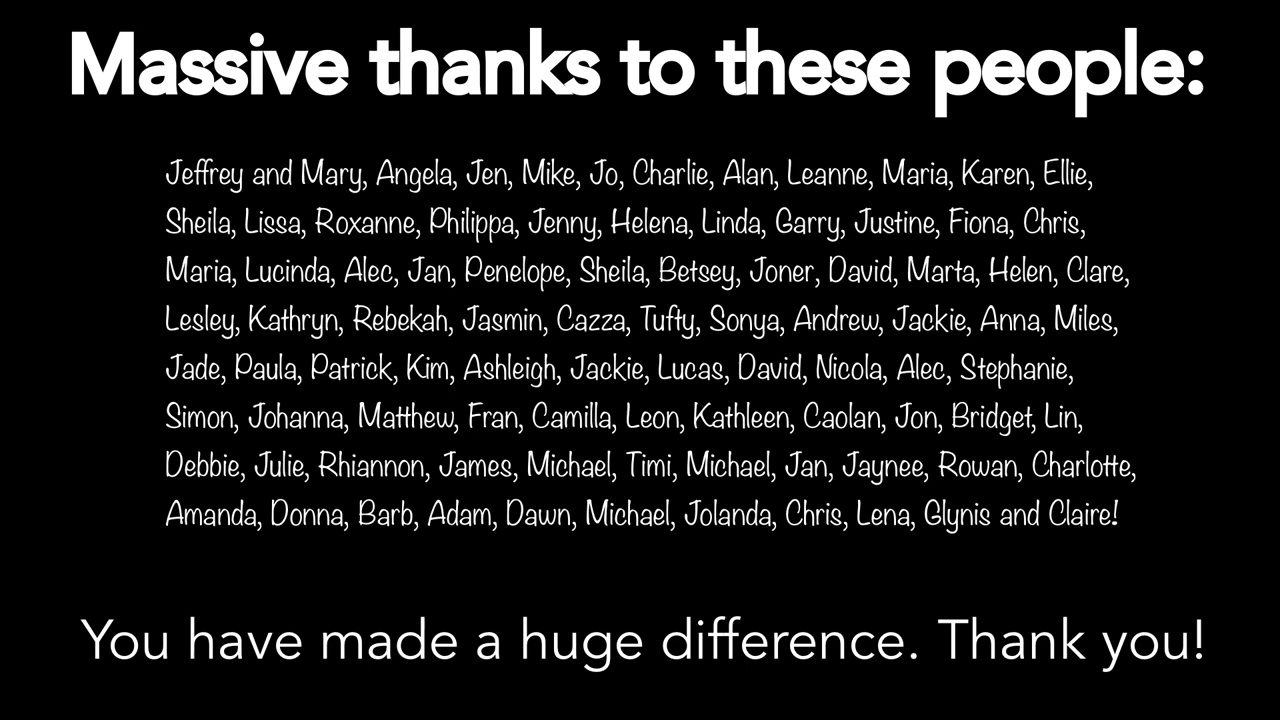 Massive thanks to these people:
Jeffrey and Mary, Angela, Jen, Mike, Jo, Charlie, Alan, Leanne, Maria, Karen, Ellie,
Sheila, Lissa, Roxanne, Philippa, Jenny, Helena, Linda, Garry, Justine, Fiona, Chris,
Maria, Lucinda, Alec, Jan, Penelope, Sheila, Betsey, Joner, David, Marta, Helen, Clare,
Lesley, Kathryn, Rebekah, Jasmin, Cazza, Tufty, Sonya, Andrew, Jackie, Anna, Miles,
Jade, Paula, Patrick, Kim, Ashleigh, Jackie, Lucas, David, Nicola, Alec, Stephanie,
Simon, Johanna, Matthew, Fran, Camilla, Leon, Kathleen, Caolan, Jon, Bridget, Lin,
Debbie, Julie, Rhiannon, James, Michael, Timi, Michael, Jan, Jaynee, Rowan, Charlotte,
Amanda, Donna, Barb, Adam, Dawn, Michael, Jolanda, Chris, Lena, Glynis and Claire!
You have made a huge difference. Thank you!